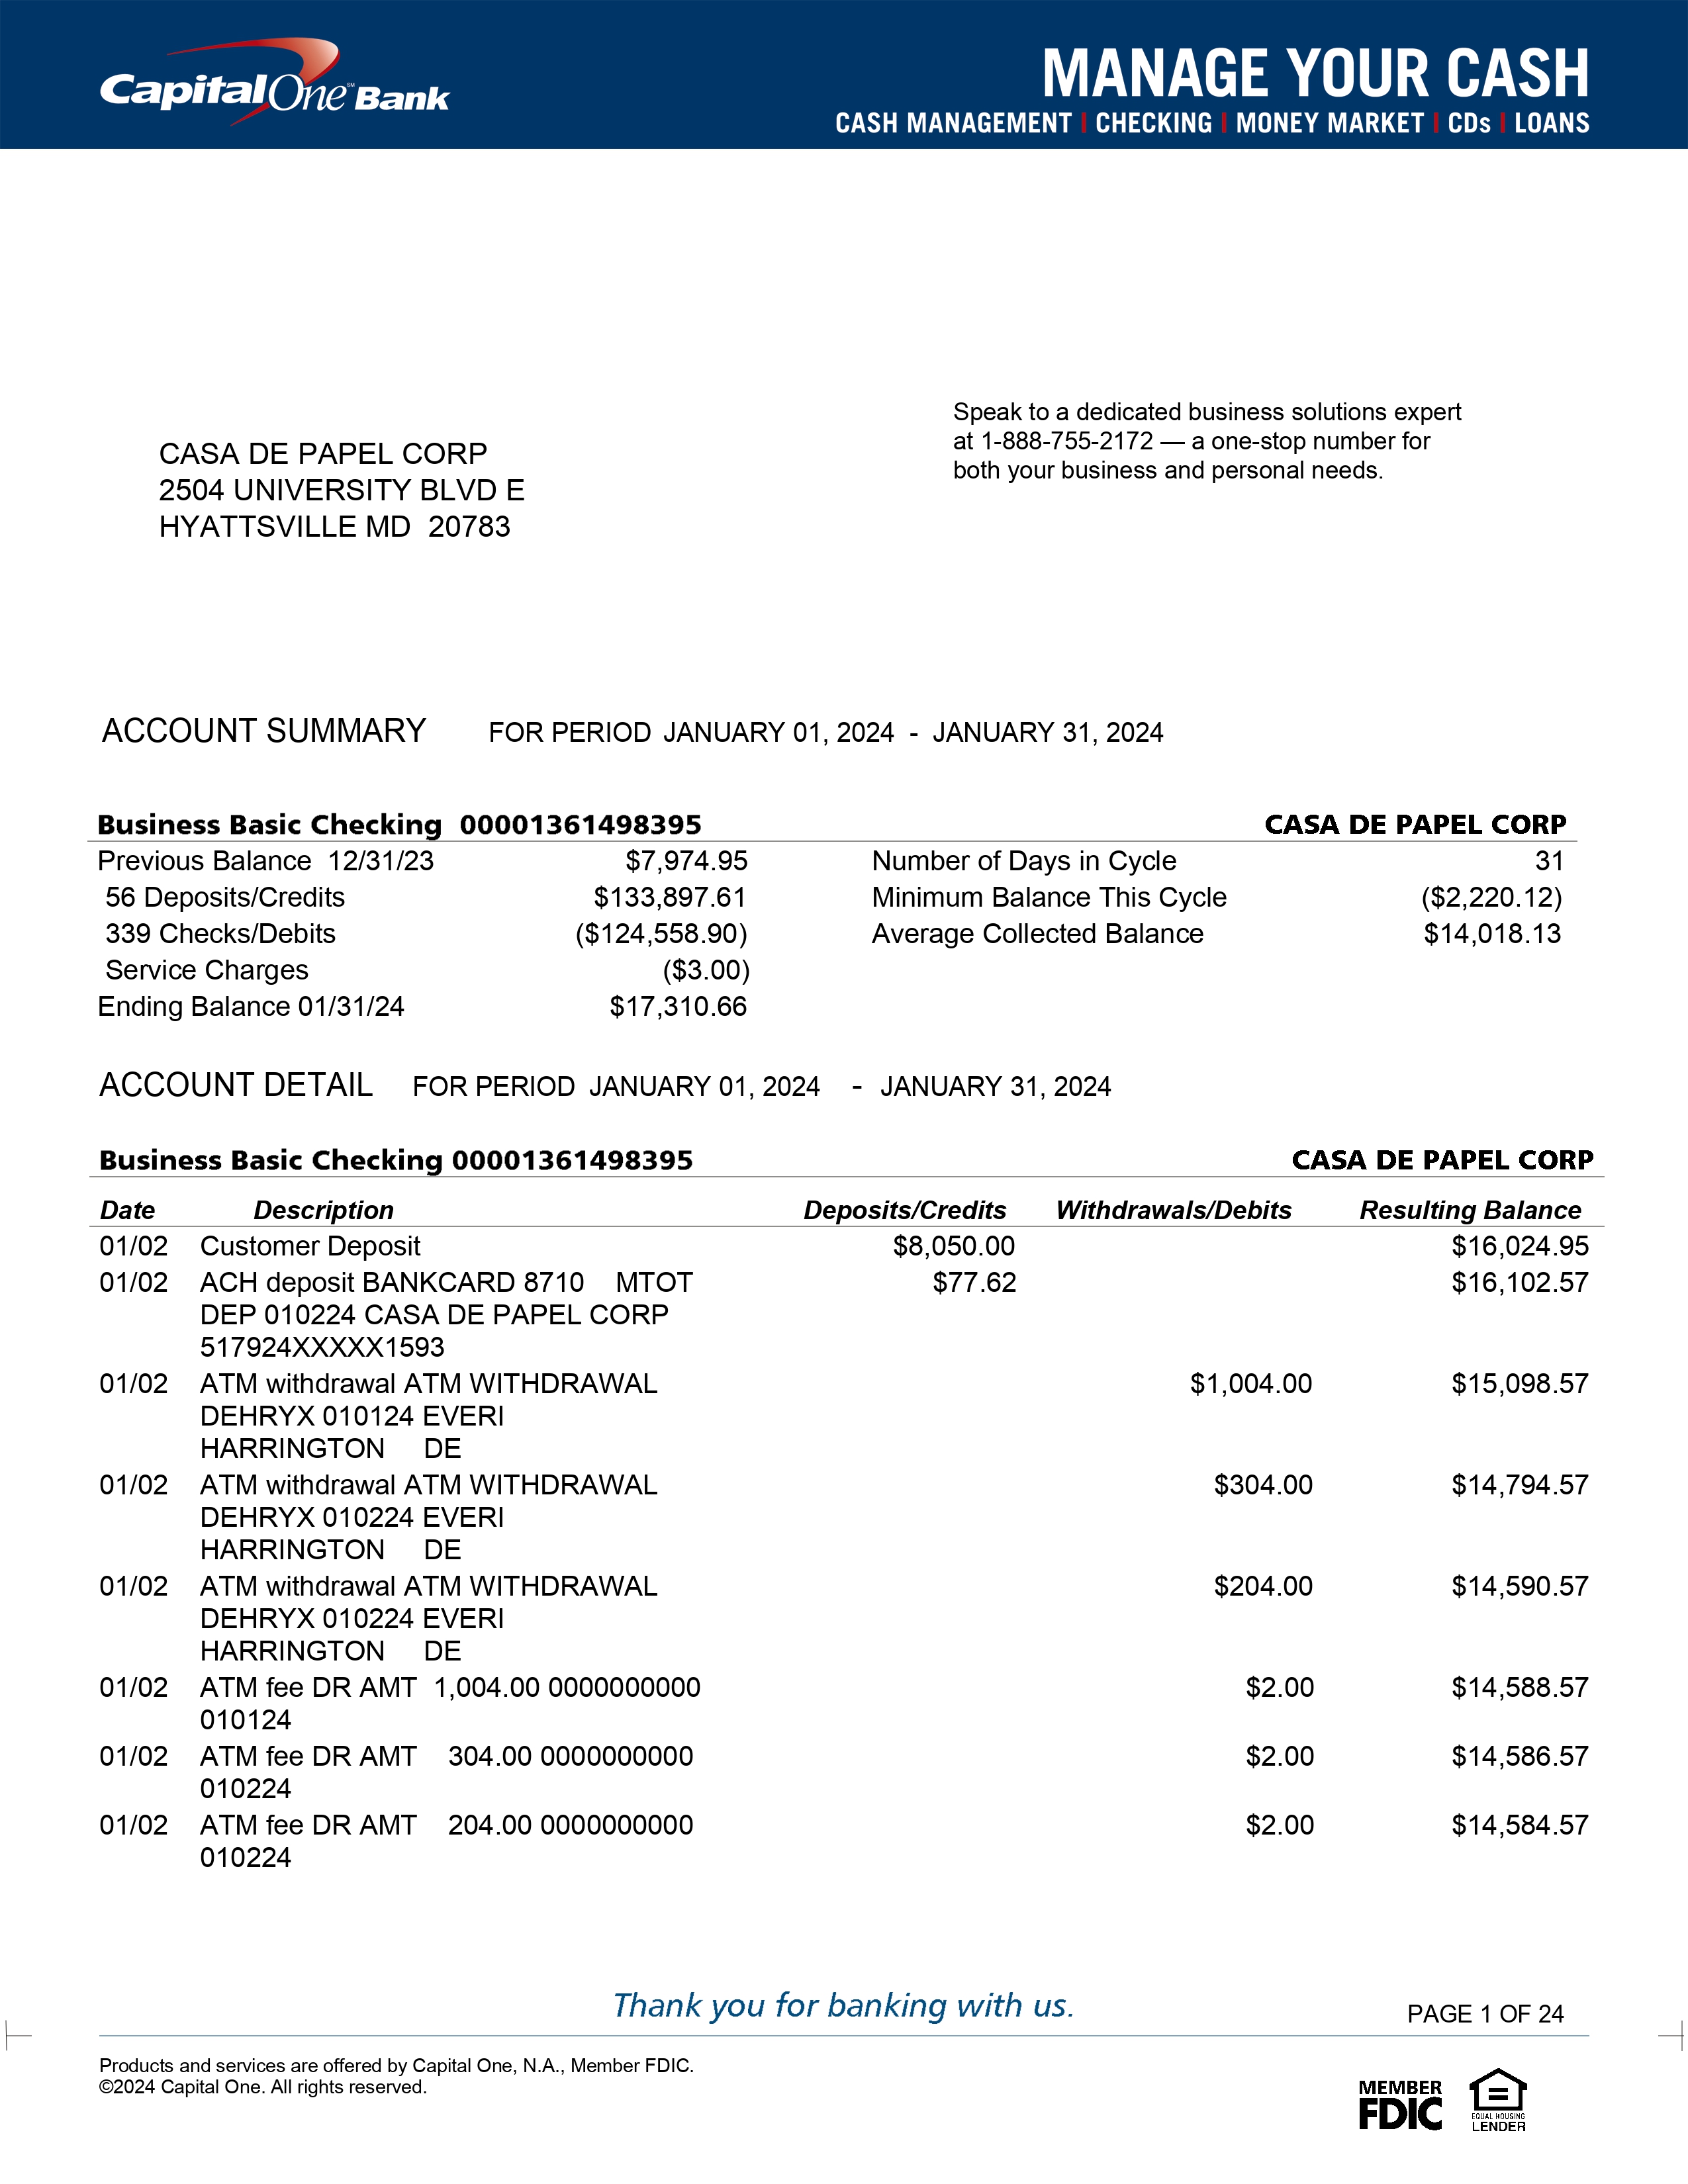 CapitalOne℠ Bank
MANAGE YOUR CASH
CASH MANAGEMENT | CHECKING | MONEY MARKET | CDs | LOANS
Speak to a dedicated business solutions expert
at 1-888-755-2172 — a one-stop number for
both your business and personal needs.
CASA DE PAPEL CORP
2504 UNIVERSITY BLVD E
HYATTSVILLE MD 20783
ACCOUNT SUMMARY FOR PERIOD JANUARY 01, 2024 - JANUARY 31, 2024
Business Basic Checking 00001361498395 CASA DE PAPEL CORP
Previous Balance 12/31/23 $7,974.95 Number of Days in Cycle 31
56 Deposits/Credits $133,897.61 Minimum Balance This Cycle ($2,220.12)
339 Checks/Debits ($124,558.90) Average Collected Balance $14,018.13
Service Charges ($3.00)
Ending Balance 01/31/24 $17,310.66
ACCOUNT DETAIL FOR PERIOD JANUARY 01, 2024 - JANUARY 31, 2024
Business Basic Checking 00001361498395 CASA DE PAPEL CORP
Date Description Deposits/Credits Withdrawals/Debits Resulting Balance
01/02 Customer Deposit $8,050.00 $16,024.95
01/02 ACH deposit BANKCARD 8710 MTOT $77.62 $16,102.57
DEP 010224 CASA DE PAPEL CORP
517924XXXXX1593
01/02 ATM withdrawal ATM WITHDRAWAL $1,004.00 $15,098.57
DEHRYX 010124 EVERI
HARRINGTON DE
01/02 ATM withdrawal ATM WITHDRAWAL $304.00 $14,794.57
DEHRYX 010224 EVERI
HARRINGTON DE
01/02 ATM withdrawal ATM WITHDRAWAL $204.00 $14,590.57
DEHRYX 010224 EVERI
HARRINGTON DE
01/02 ATM fee DR AMT 1,004.00 0000000000 $2.00 $14,588.57
010124
01/02 ATM fee DR AMT 304.00 0000000000 $2.00 $14,586.57
010224
01/02 ATM fee DR AMT 204.00 0000000000 $2.00 $14,584.57
010224
Thank you for banking with us.
PAGE 1 OF 24
Products and services are offered by Capital One, N.A., Member FDIC.
©2024 Capital One. All rights reserved.
MEMBER
FDIC
EQUAL HOUSING
LENDER